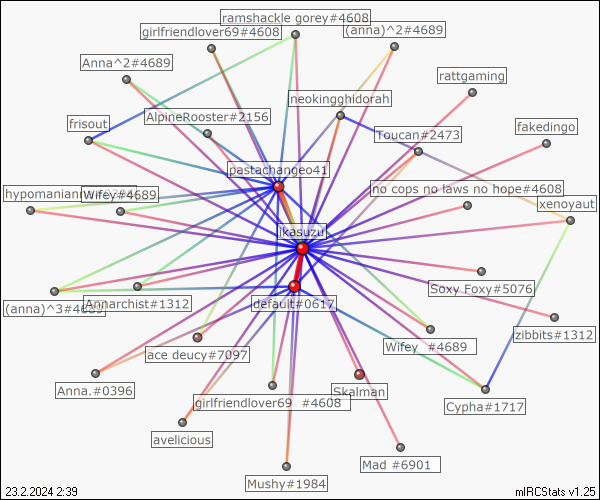 ramshackle gorey#4608
girlfriendlover69#4608
(anna)^2#4689
Anna^2#4689
rattgaming
neokingghidorah
AlpineRooster#2156
frisout
Toucan#2473
fakedingo
pastachangeo41
no cops no laws no hope#4608
hypomanian
Wifey#4689
xenoyaut
ikasuzu
Soxy Foxy#5076
(anna)^3#4689
Annarchist#1312
default#0617
zibbits#1312
Wifey #4689
ace deucy#7097
Anna.#0396
Skalman
girlfriendlover69 #4608
Cypha#1717
avelicious
Mad #6901
Mushy#1984
23.2.2024 2:39
mIRCStats v1.25